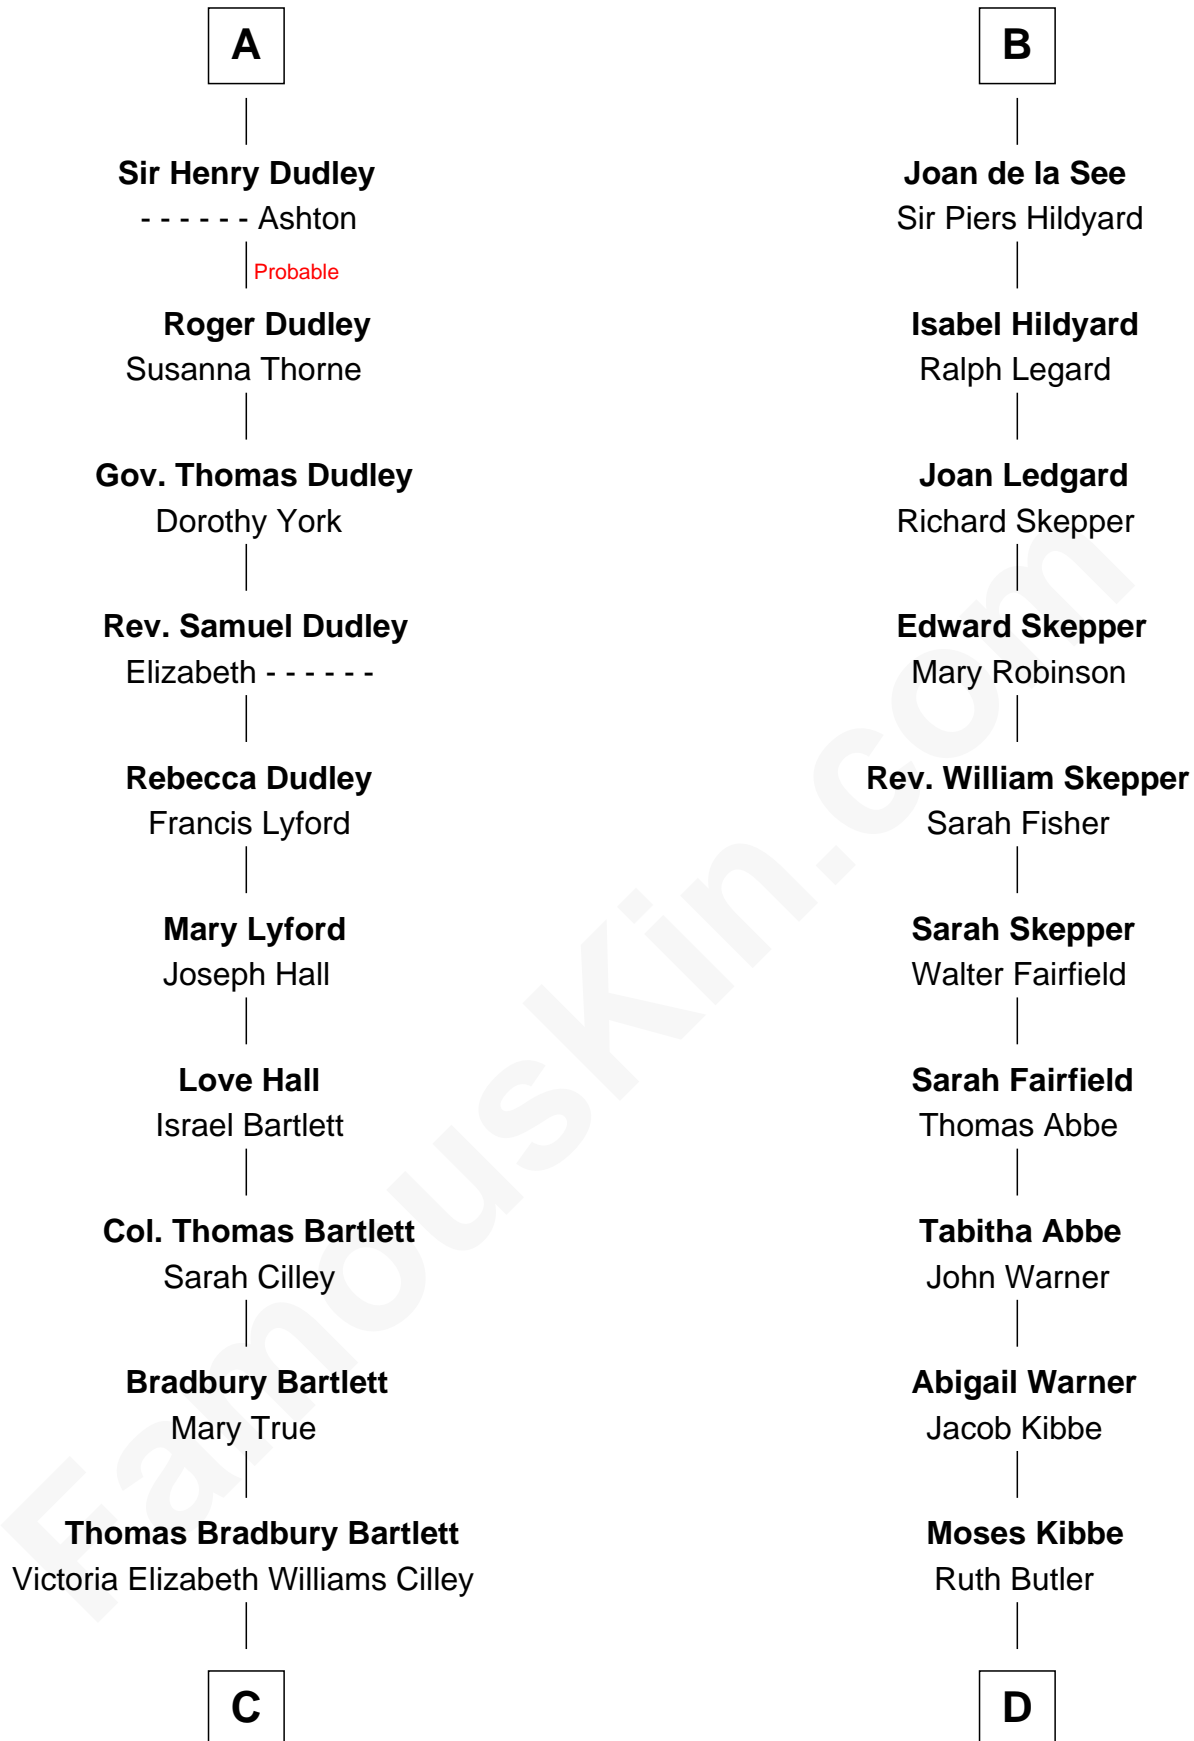 A
Sir Henry Dudley
- - - - - - Ashton
Probable
Roger Dudley
Susanna Thorne
Gov. Thomas Dudley
Dorothy York
Rev. Samuel Dudley
Elizabeth - - - - - -
Rebecca Dudley
Francis Lyford
Mary Lyford
Joseph Hall
Love Hall
Israel Bartlett
Col. Thomas Bartlett
Sarah Cilley
Bradbury Bartlett
Mary True
Thomas Bradbury Bartlett
Victoria Elizabeth Williams Cilley
C
B
Joan de la See
Sir Piers Hildyard
Isabel Hildyard
Ralph Legard
Joan Ledgard
Richard Skepper
Edward Skepper
Mary Robinson
Rev. William Skepper
Sarah Fisher
Sarah Skepper
Walter Fairfield
Sarah Fairfield
Thomas Abbe
Tabitha Abbe
John Warner
Abigail Warner
Jacob Kibbe
Moses Kibbe
Ruth Butler
D
FamousKin.com